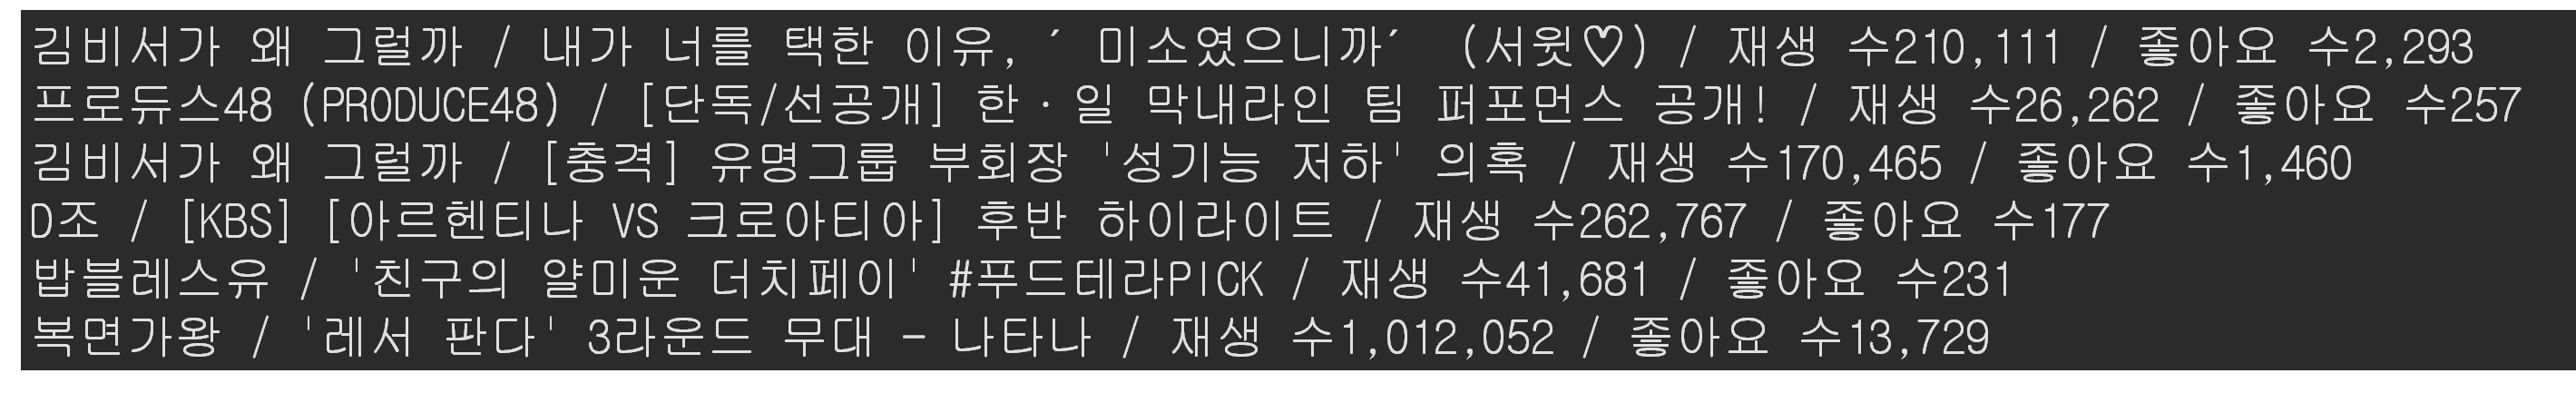 김비서가 왜 그럴까 / 내가 너를 택한 이유, ´ 미소였으니까´ (서윗♡) / 재생 수210,111 / 좋아요 수2,293
프로듀스48 (PRODUCE48) / [단독/선공개] 한·일 막내라인 팀 퍼포먼스 공개! / 재생 수26,262 / 좋아요 수257
김비서가 왜 그럴까 / [충격] 유명그룹 부회장 '성기능 저하' 의혹 / 재생 수170,465 / 좋아요 수1,460
D조 / [KBS] [아르헨티나 VS 크로아티아] 후반 하이라이트 / 재생 수262,767 / 좋아요 수177
밥블레스유 / '친구의 얄미운 더치페이' #푸드테라PICK / 재생 수41,681 / 좋아요 수231
복면가왕 / '레서 판다' 3라운드 무대 - 나타나 / 재생 수1,012,052 / 좋아요 수13,729